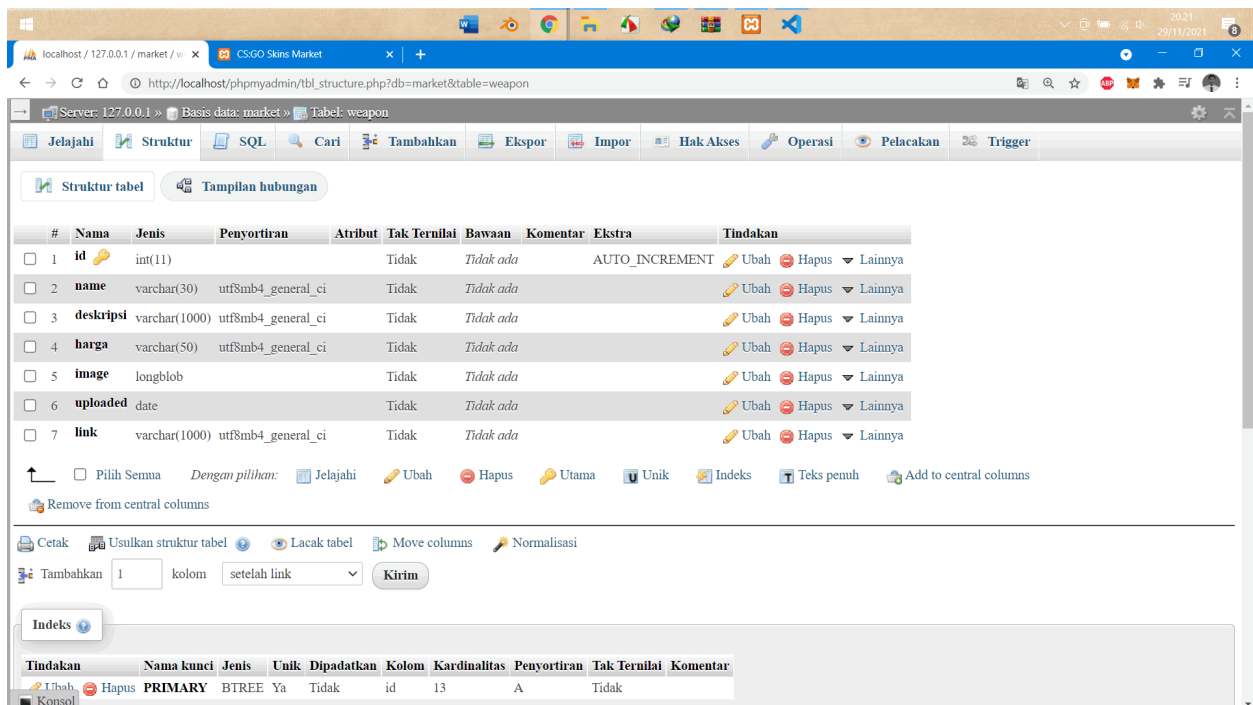 20.21
29/11/2021
8
localhost / 127.0.0.1 / market / w
CS:GO Skins Market
http://localhost/phpmyadmin/tbl_structure.php?db=market&table=weapon
ABP
Server: 127.0.0.1 » Basis data: market » Tabel: weapon
Jelajahi Struktur SQL Cari Tambahkan Ekspor Impor Hak Akses Operasi Pelacakan Trigger
Struktur tabel Tampilan hubungan
# Nama Jenis Penyortiran Atribut Tak Ternilai Bawaan Komentar Ekstra Tindakan
1 id int(11) Tidak Tidak ada AUTO_INCREMENT Ubah Hapus Lainnya
2 name varchar(30) utf8mb4_general_ci Tidak Tidak ada Ubah Hapus Lainnya
3 deskripsi varchar(1000) utf8mb4_general_ci Tidak Tidak ada Ubah Hapus Lainnya
4 harga varchar(50) utf8mb4_general_ci Tidak Tidak ada Ubah Hapus Lainnya
5 image longblob Tidak Tidak ada Ubah Hapus Lainnya
6 uploaded date Tidak Tidak ada Ubah Hapus Lainnya
7 link varchar(1000) utf8mb4_general_ci Tidak Tidak ada Ubah Hapus Lainnya
Pilih Semua Dengan pilihan: Jelajahi Ubah Hapus Utama Unik Indeks Teks penuh Add to central columns
Remove from central columns
Cetak Usulkan struktur tabel Lacak tabel Move columns Normalisasi
Tambahkan 1 kolom setelah link Kirim
Indeks
Tindakan Nama kunci Jenis Unik Dipadatkan Kolom Kardinalitas Penyortiran Tak Ternilai Komentar
Ubah Hapus PRIMARY BTREE Ya Tidak id 13 A Tidak
Konsol